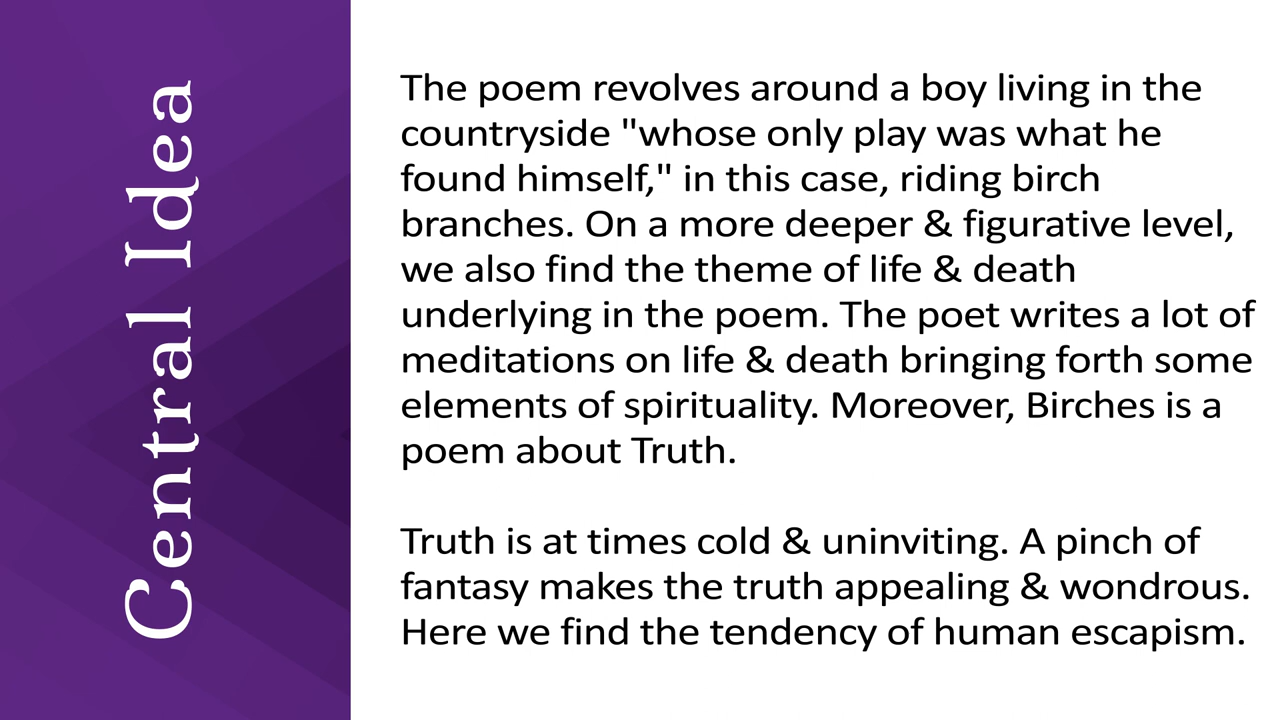 Central Idea
The poem revolves around a boy living in the
countryside "whose only play was what he
found himself," in this case, riding birch
branches. On a more deeper & figurative level,
we also find the theme of life & death
underlying in the poem. The poet writes a lot of
meditations on life & death bringing forth some
elements of spirituality. Moreover, Birches is a
poem about Truth.
Truth is at times cold & uninviting. A pinch of
fantasy makes the truth appealing & wondrous.
Here we find the tendency of human escapism.